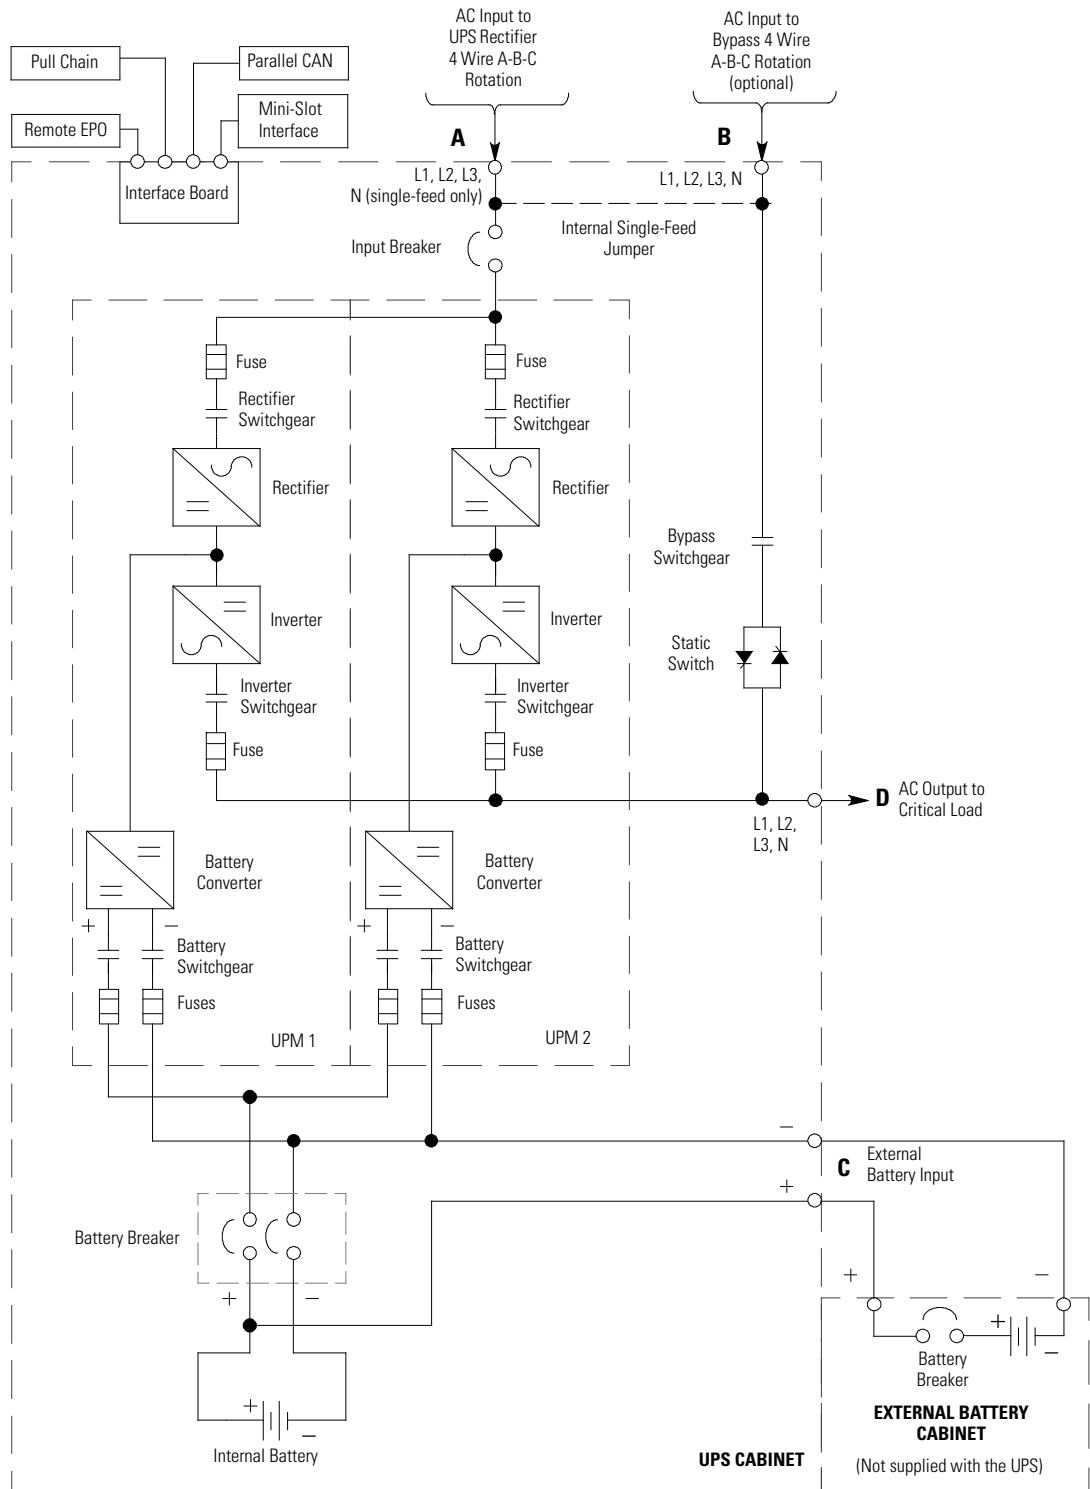 AC Input to
UPS Rectifier
4 Wire A-B-C
Rotation
AC Input to
Bypass 4 Wire
A-B-C Rotation
(optional)
Pull Chain
Parallel CAN
Remote EPO
Mini-Slot
Interface
A
B
Interface Board
L1, L2, L3,
N (single-feed only)
L1, L2, L3, N
Internal Single-Feed
Jumper
Input Breaker
Fuse
Fuse
Rectifier
Switchgear
Rectifier
Switchgear
Rectifier
Rectifier
Bypass
Switchgear
Inverter
Inverter
Static
Switch
Inverter
Switchgear
Inverter
Switchgear
Fuse
Fuse
D
AC Output to
Critical Load
L1, L2,
L3, N
Battery
Converter
Battery
Converter
+
−
+
−
Battery
Switchgear
Battery
Switchgear
Fuses
Fuses
UPM 1
UPM 2
−
C
External
Battery Input
+
Battery Breaker
+
−
+
−
+
−
Battery
Breaker
+
−
Internal Battery
EXTERNAL BATTERY
CABINET
(Not supplied with the UPS)
UPS CABINET